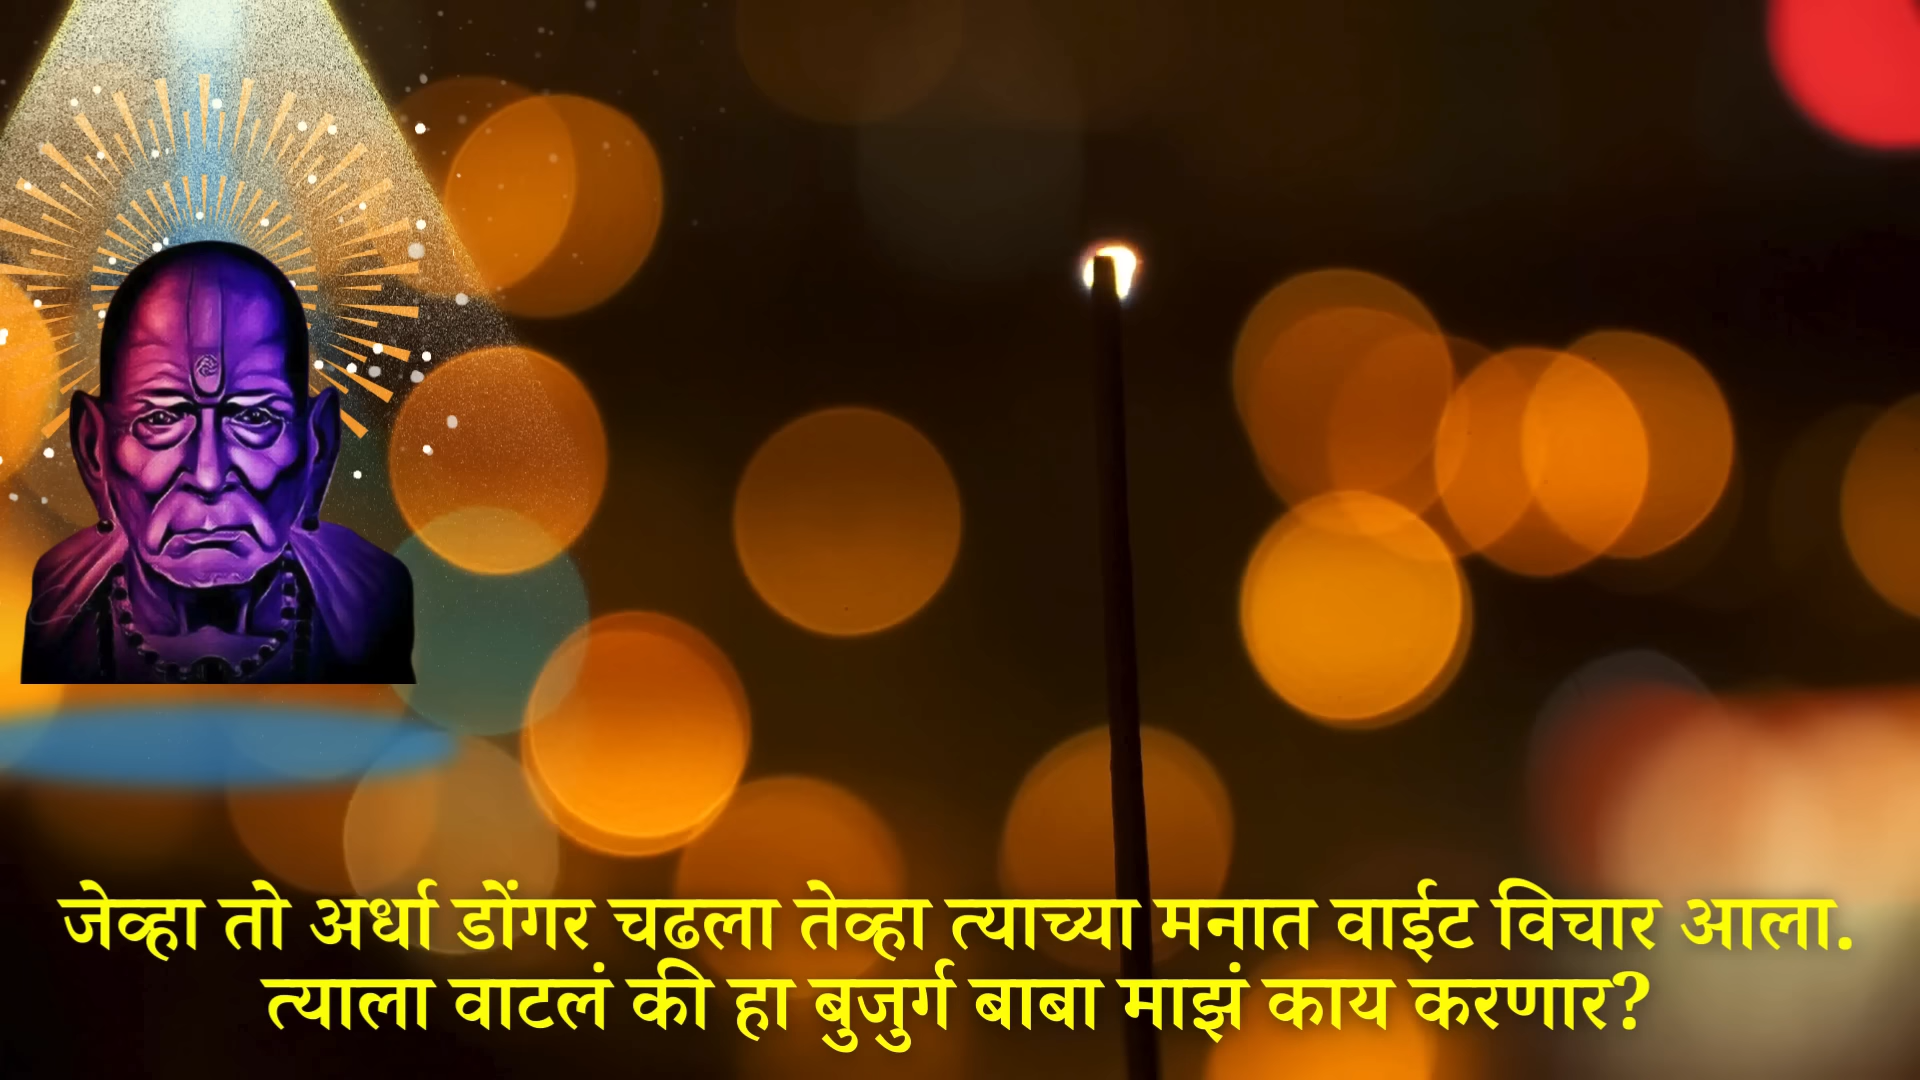 जेव्हा तो अर्धा डोंगर चढला तेव्हा त्याच्या मनात वाईट विचार आला.
त्याला वाटलं की हा बुजुर्ग बाबा माझं काय करणार?